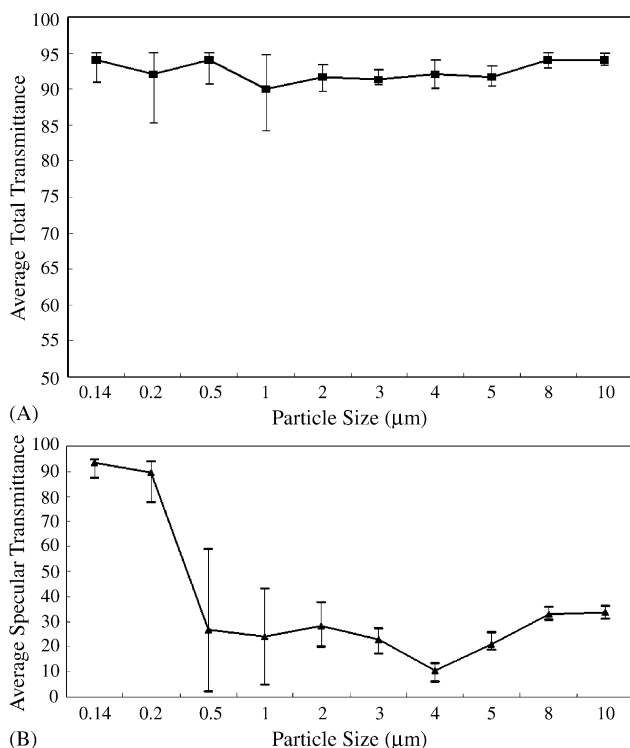 100
95
90
85
80
75
70
65
60
55
50
Average Total Transmittance
0.14 0.2 0.5 1 2 3 4 5 8 10
(A)
Particle Size (μm)
100
90
80
70
60
50
40
30
20
10
0
Average Specular Transmittance
0.14 0.2 0.5 1 2 3 4 5 8 10
(B)
Particle Size (μm)